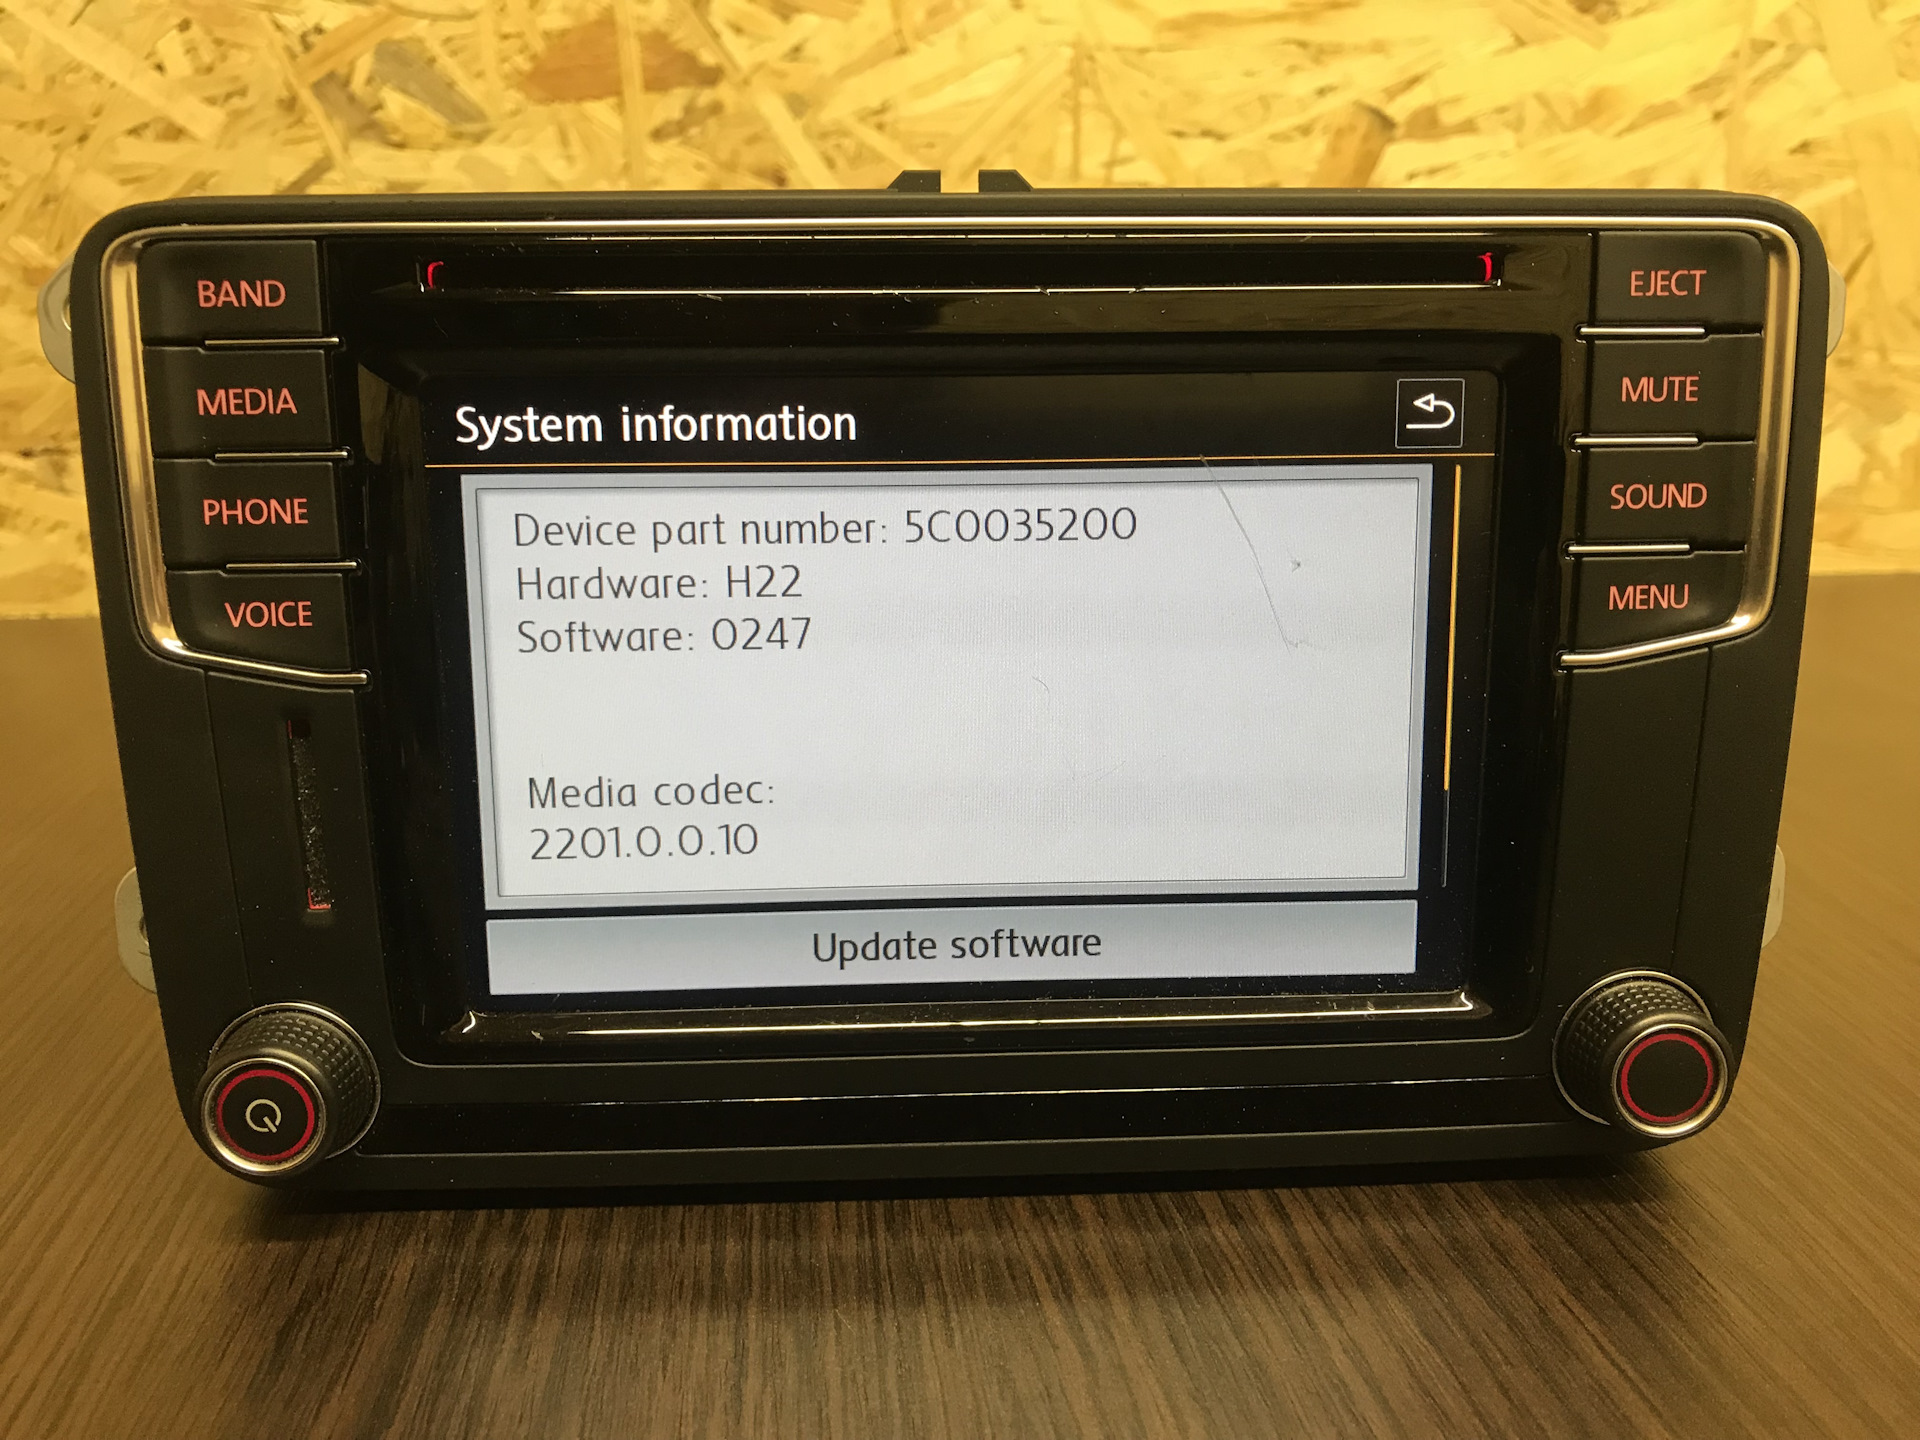 BAND
MEDIA
PHONE
VOICE
System information
Device part number: 5C0035200
Hardware: H22
Software: 0247
Media codec:
2201.0.0.10
Update software
EJECT
MUTE
SOUND
MENU